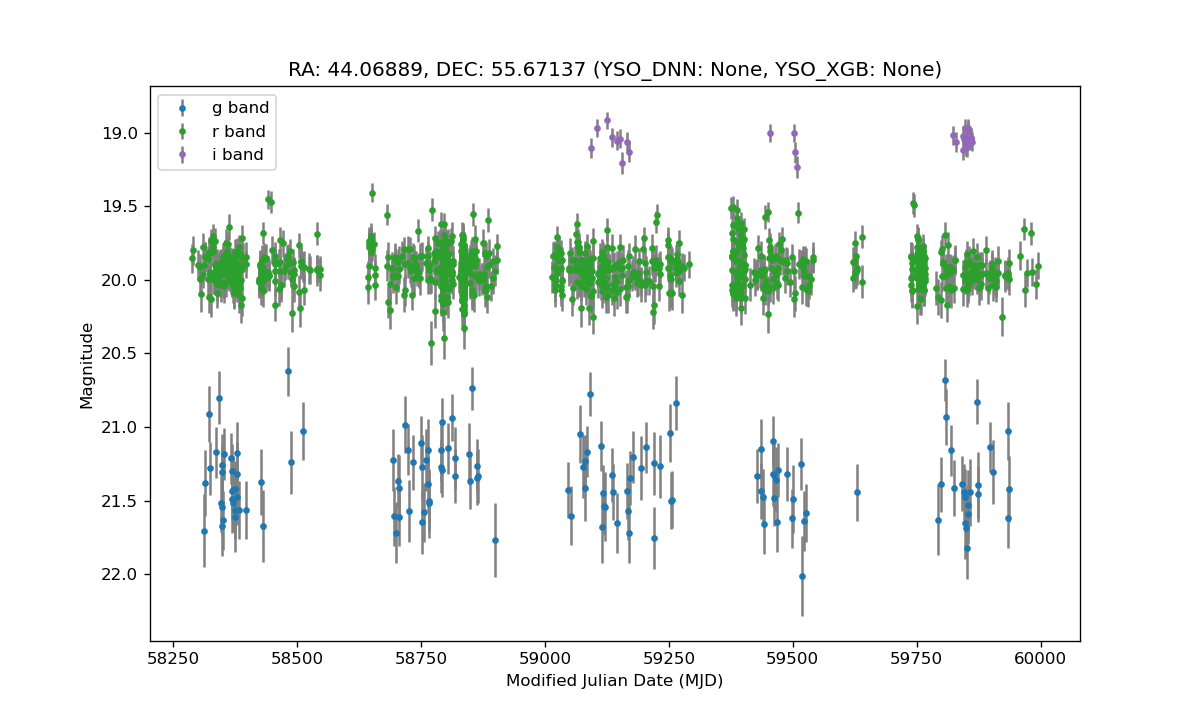 RA: 44.06889, DEC: 55.67137 (YSO_DNN: None, YSO_XGB: None)
g band
r band
i band
19.0
19.5
20.0
20.5
21.0
21.5
22.0
Magnitude
58250 58500 58750 59000 59250 59500 59750 60000
Modified Julian Date (MJD)